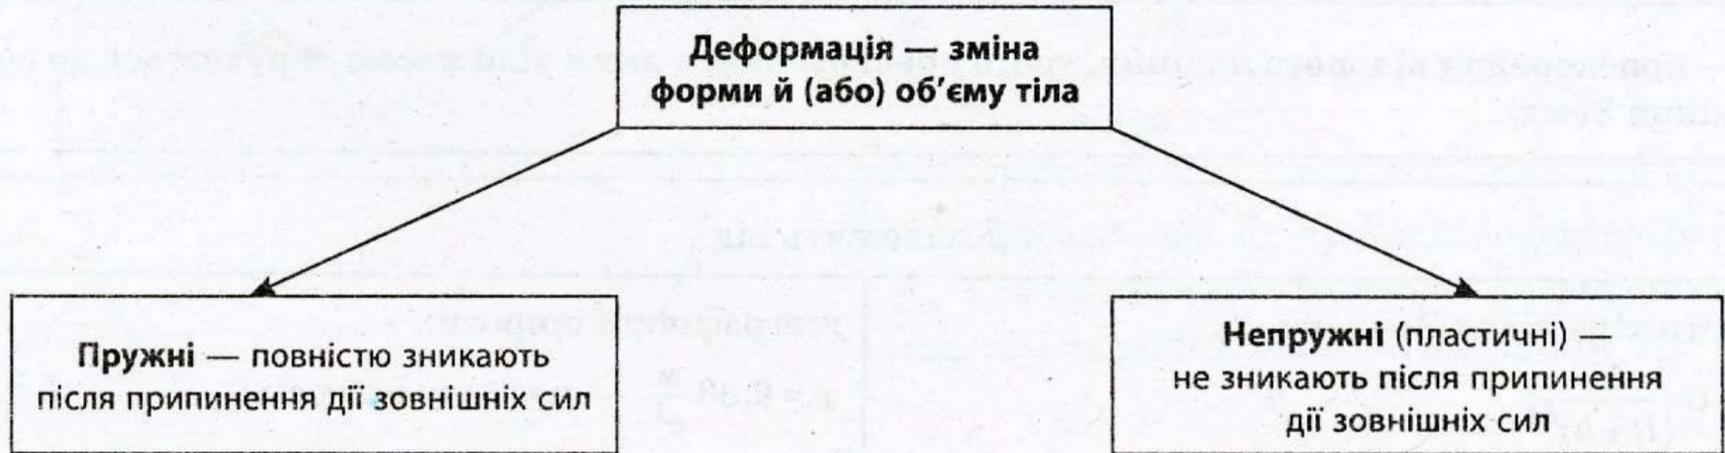 Деформація — зміна
форми й (або) об’єму тіла
Пружні — повністю зникають
після припинення дії зовнішніх сил
Непружні (пластичні) —
не зникають після припинення
дії зовнішніх сил